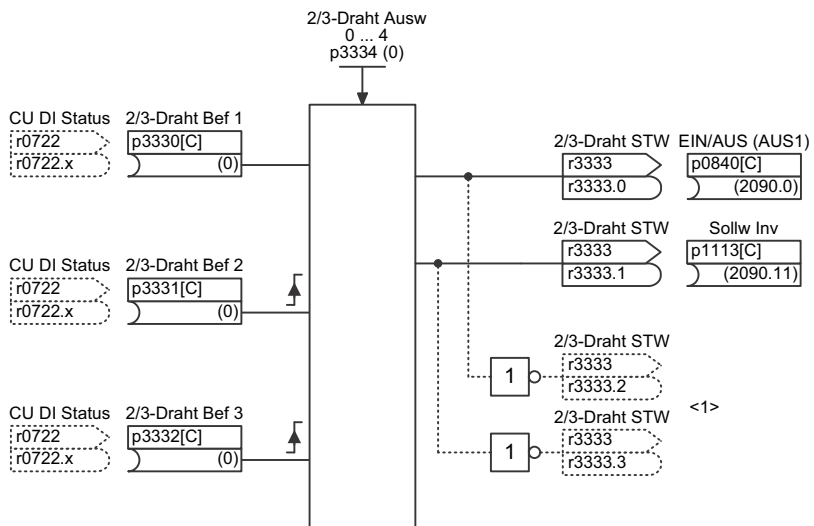 2/3-Draht Ausw
0 ... 4
p3334 (0)
CU DI Status 2/3-Draht Bef 1
r0722 p3330[C]
r0722.x (0)
2/3-Draht STW EIN/AUS (AUS1)
r3333 p0840[C]
r3333.0 (2090.0)
2/3-Draht STW Sollw Inv
r3333 p1113[C]
r3333.1 (2090.11)
CU DI Status 2/3-Draht Bef 2
r0722 p3331[C]
r0722.x (0)
2/3-Draht STW
r3333
1 r3333.2
<1>
CU DI Status 2/3-Draht Bef 3
r0722 p3332[C]
r0722.x (0)
2/3-Draht STW
r3333
1 r3333.3